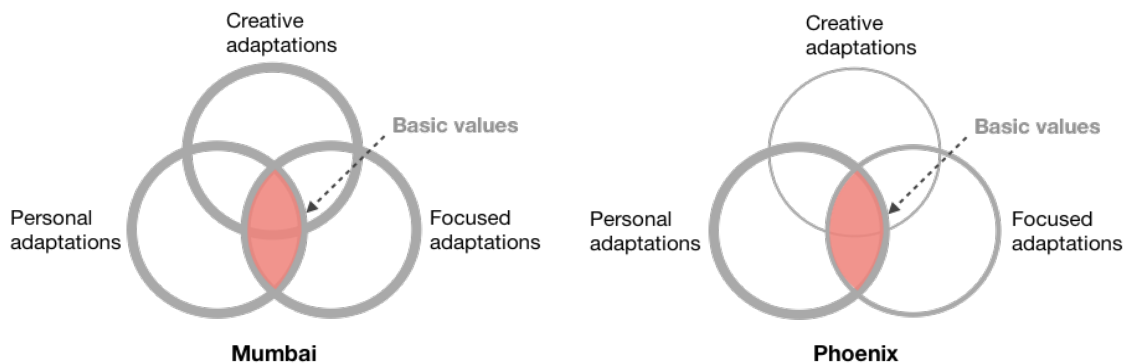 Creative
adaptations
Basic values
Personal
adaptations
Focused
adaptations
Mumbai
Creative
adaptations
Basic values
Personal
adaptations
Focused
adaptations
Phoenix